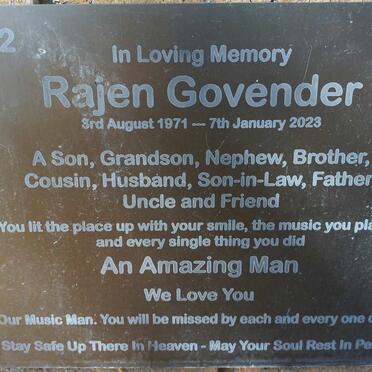 2
In Loving Memory
Rajen Govender
3rd August 1971 — 7th January 2023
A Son, Grandson, Nephew, Brother,
Cousin, Husband, Son-in-Law, Father
Uncle and Friend
You lit the place up with your smile, the music you pla
and every single thing you did
An Amazing Man
We Love You
Our Music Man. You will be missed by each and every one o
Stay Safe Up There In Heaven - May Your Soul Rest In Pe